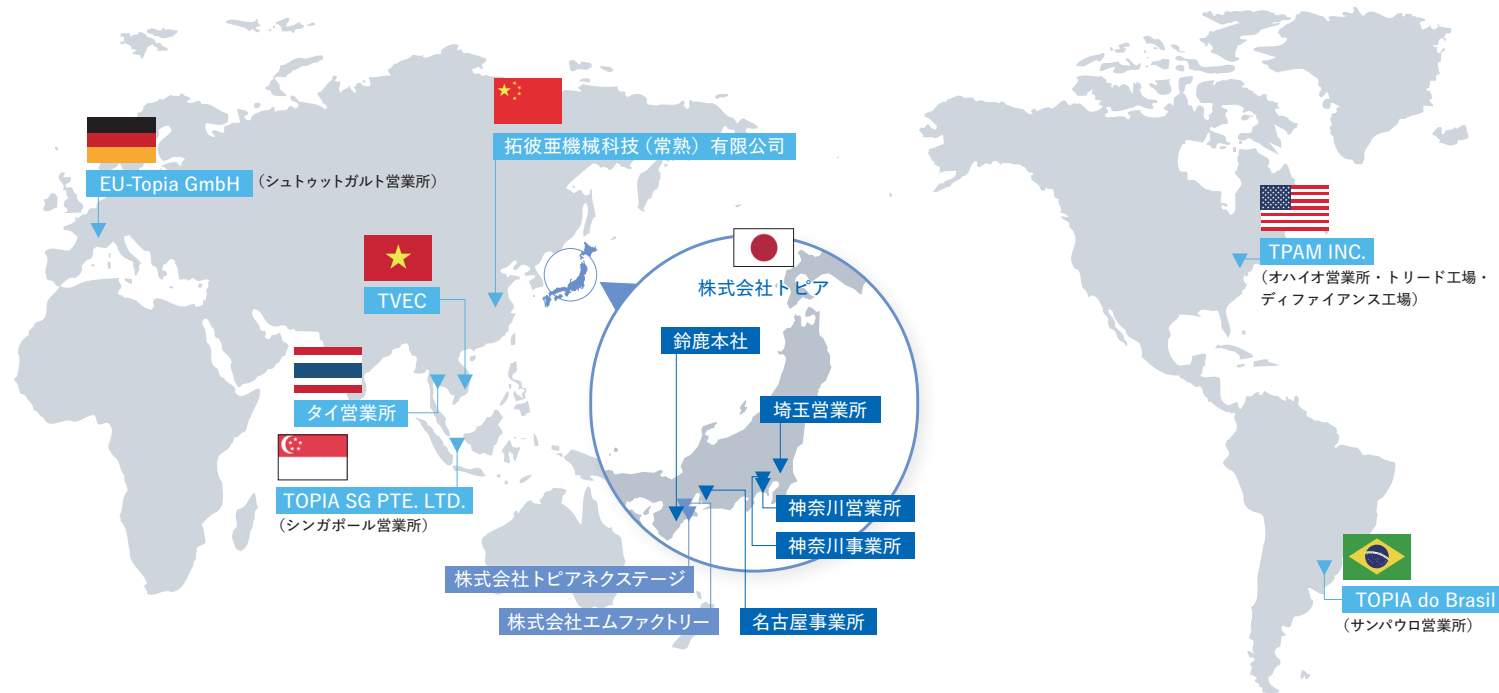 拓彼亜機械科技（常熟）有限公司
EU-Topia GmbH （シュトゥットガルト営業所）
TVEC
タイ営業所
TOPIA SG PTE. LTD.
（シンガポール営業所）
株式会社トピア
鈴鹿本社
埼玉営業所
神奈川営業所
神奈川事業所
株式会社トピアネクステージ
株式会社エムファクトリー
名古屋事業所
TPAM INC.
（オハイオ営業所・トリード工場・
ディファイアンス工場）
TOPIA do Brasil
（サンパウロ営業所）